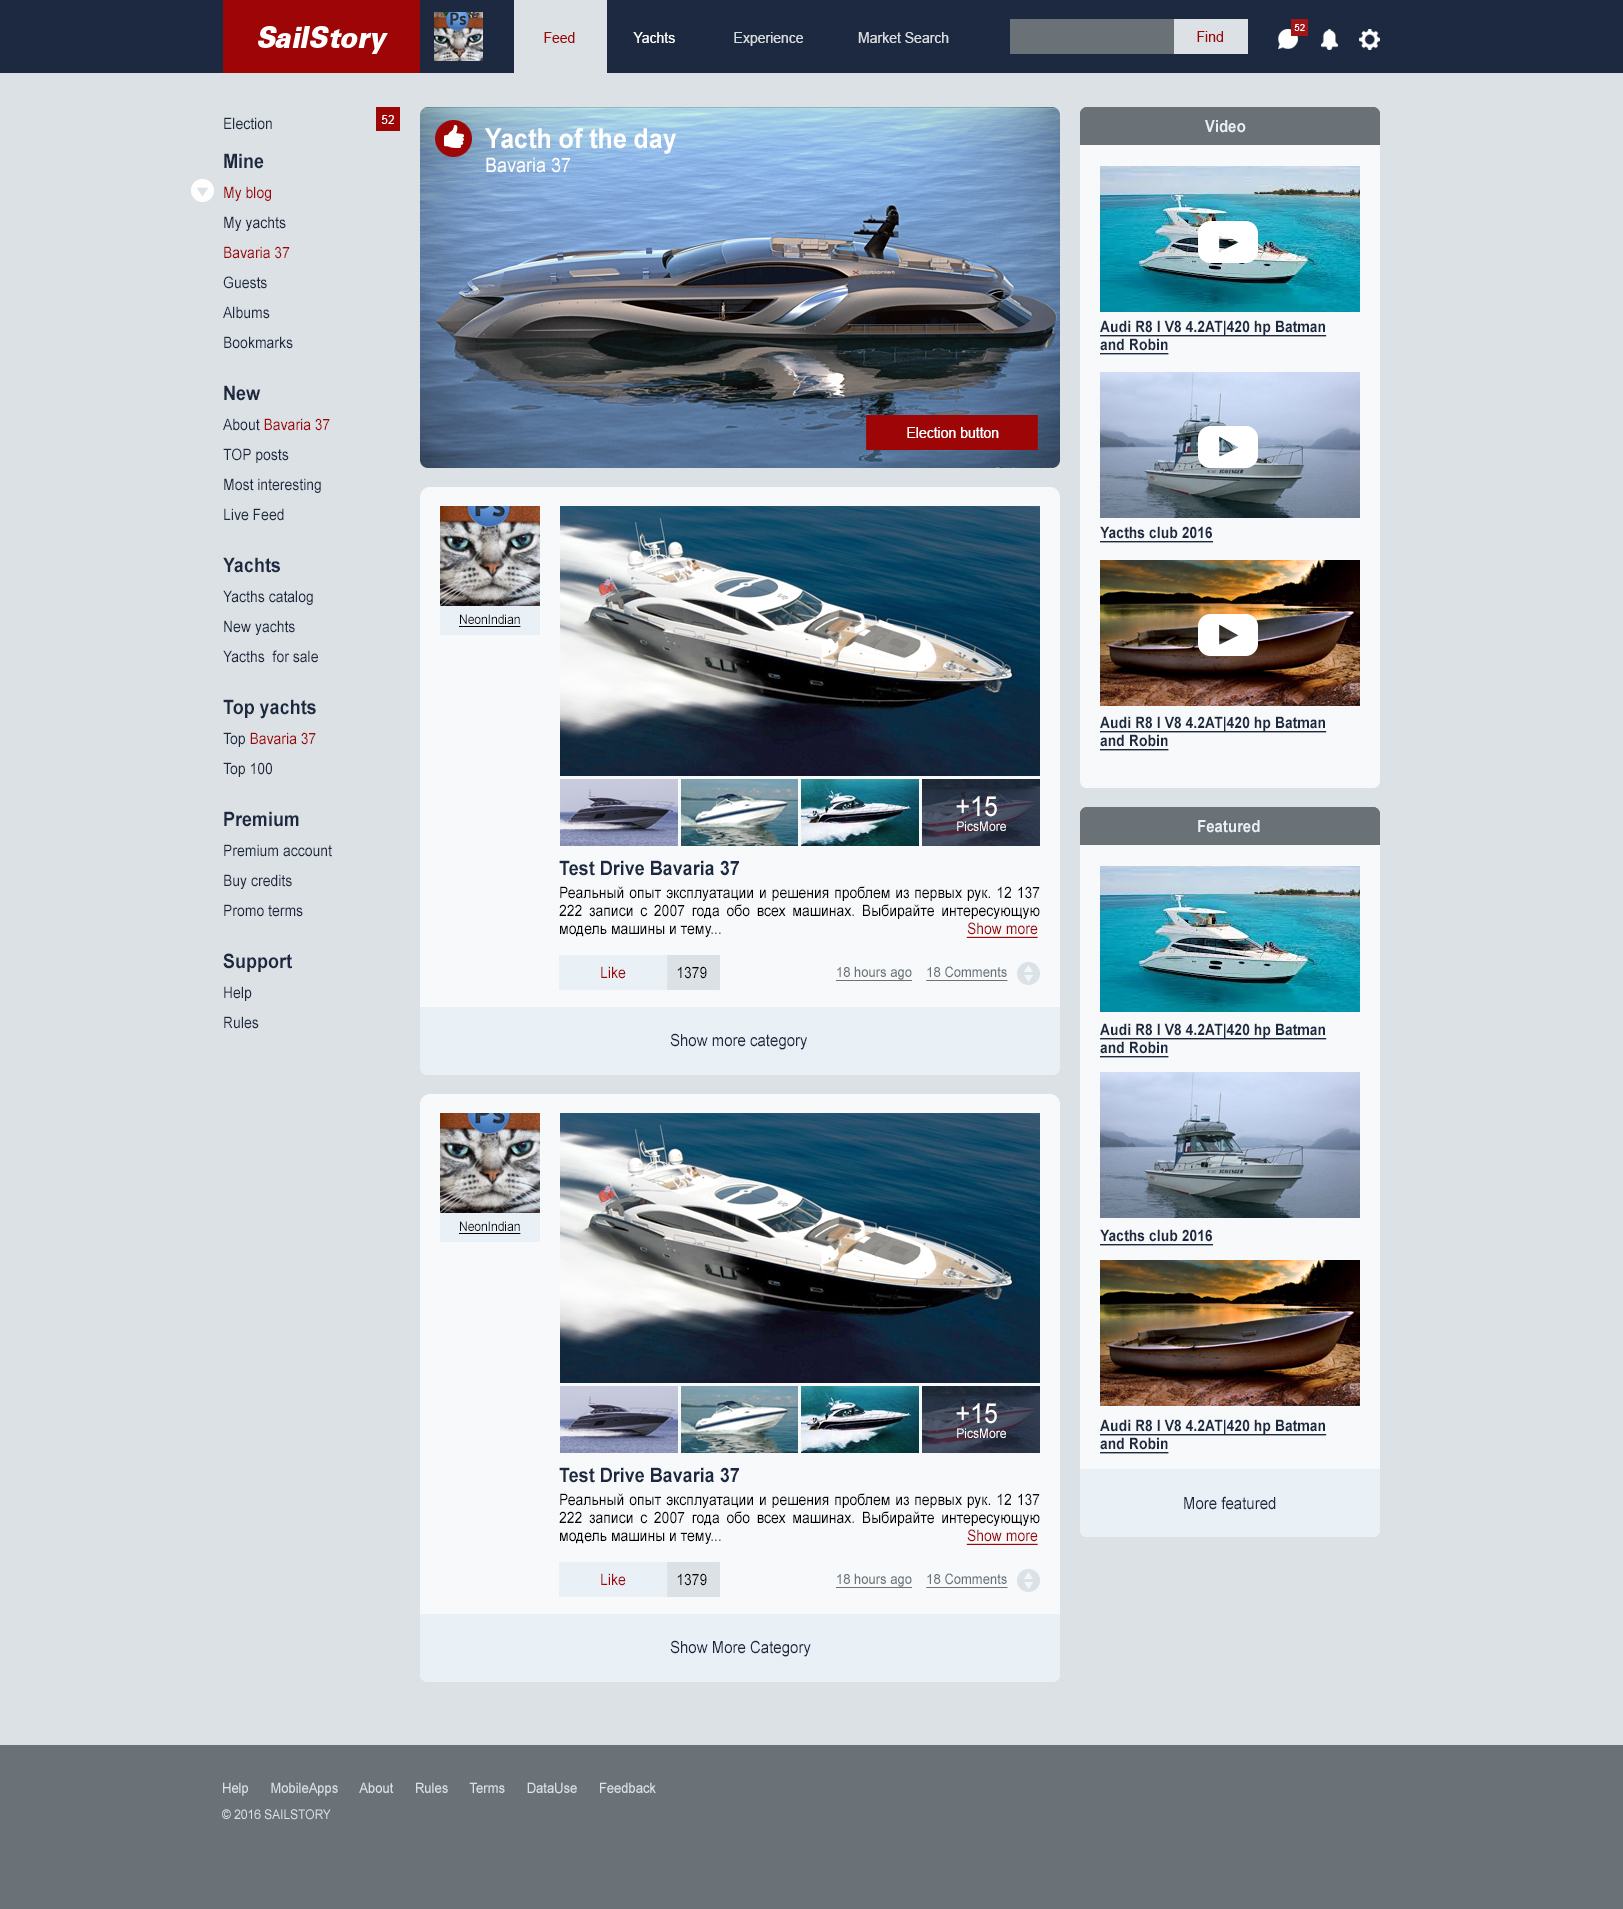 SailStory
Ps
Feed
Yachts
Experience
Market Search
Find
52
Election
52
Mine
My blog
My yachts
Bavaria 37
Guests
Albums
Bookmarks
New
About Bavaria 37
TOP posts
Most interesting
Live Feed
Yachts
Yacths catalog
New yachts
Yacths for sale
Top yachts
Top Bavaria 37
Top 100
Premium
Premium account
Buy credits
Promo terms
Support
Help
Rules
Yacth of the day
Bavaria 37
Election button
Ps
NeonIndian
+15
PicsMore
Test Drive Bavaria 37
Реальный опыт эксплуатации и решения проблем из первых рук. 12 137
222 записи с 2007 года обо всех машинах. Выбирайте интересующую
модель машины и тему...
Show more
Like
1379
18 hours ago
18 Comments
Show more category
Ps
NeonIndian
+15
PicsMore
Test Drive Bavaria 37
Реальный опыт эксплуатации и решения проблем из первых рук. 12 137
222 записи с 2007 года обо всех машинах. Выбирайте интересующую
модель машины и тему...
Show more
Like
1379
18 hours ago
18 Comments
Show More Category
Video
Audi R8 I V8 4.2AT|420 hp Batman
and Robin
Yacths club 2016
Audi R8 I V8 4.2AT|420 hp Batman
and Robin
Featured
Audi R8 I V8 4.2AT|420 hp Batman
and Robin
Yacths club 2016
Audi R8 I V8 4.2AT|420 hp Batman
and Robin
More featured
Help
MobileApps
About
Rules
Terms
DataUse
Feedback
© 2016 SAILSTORY